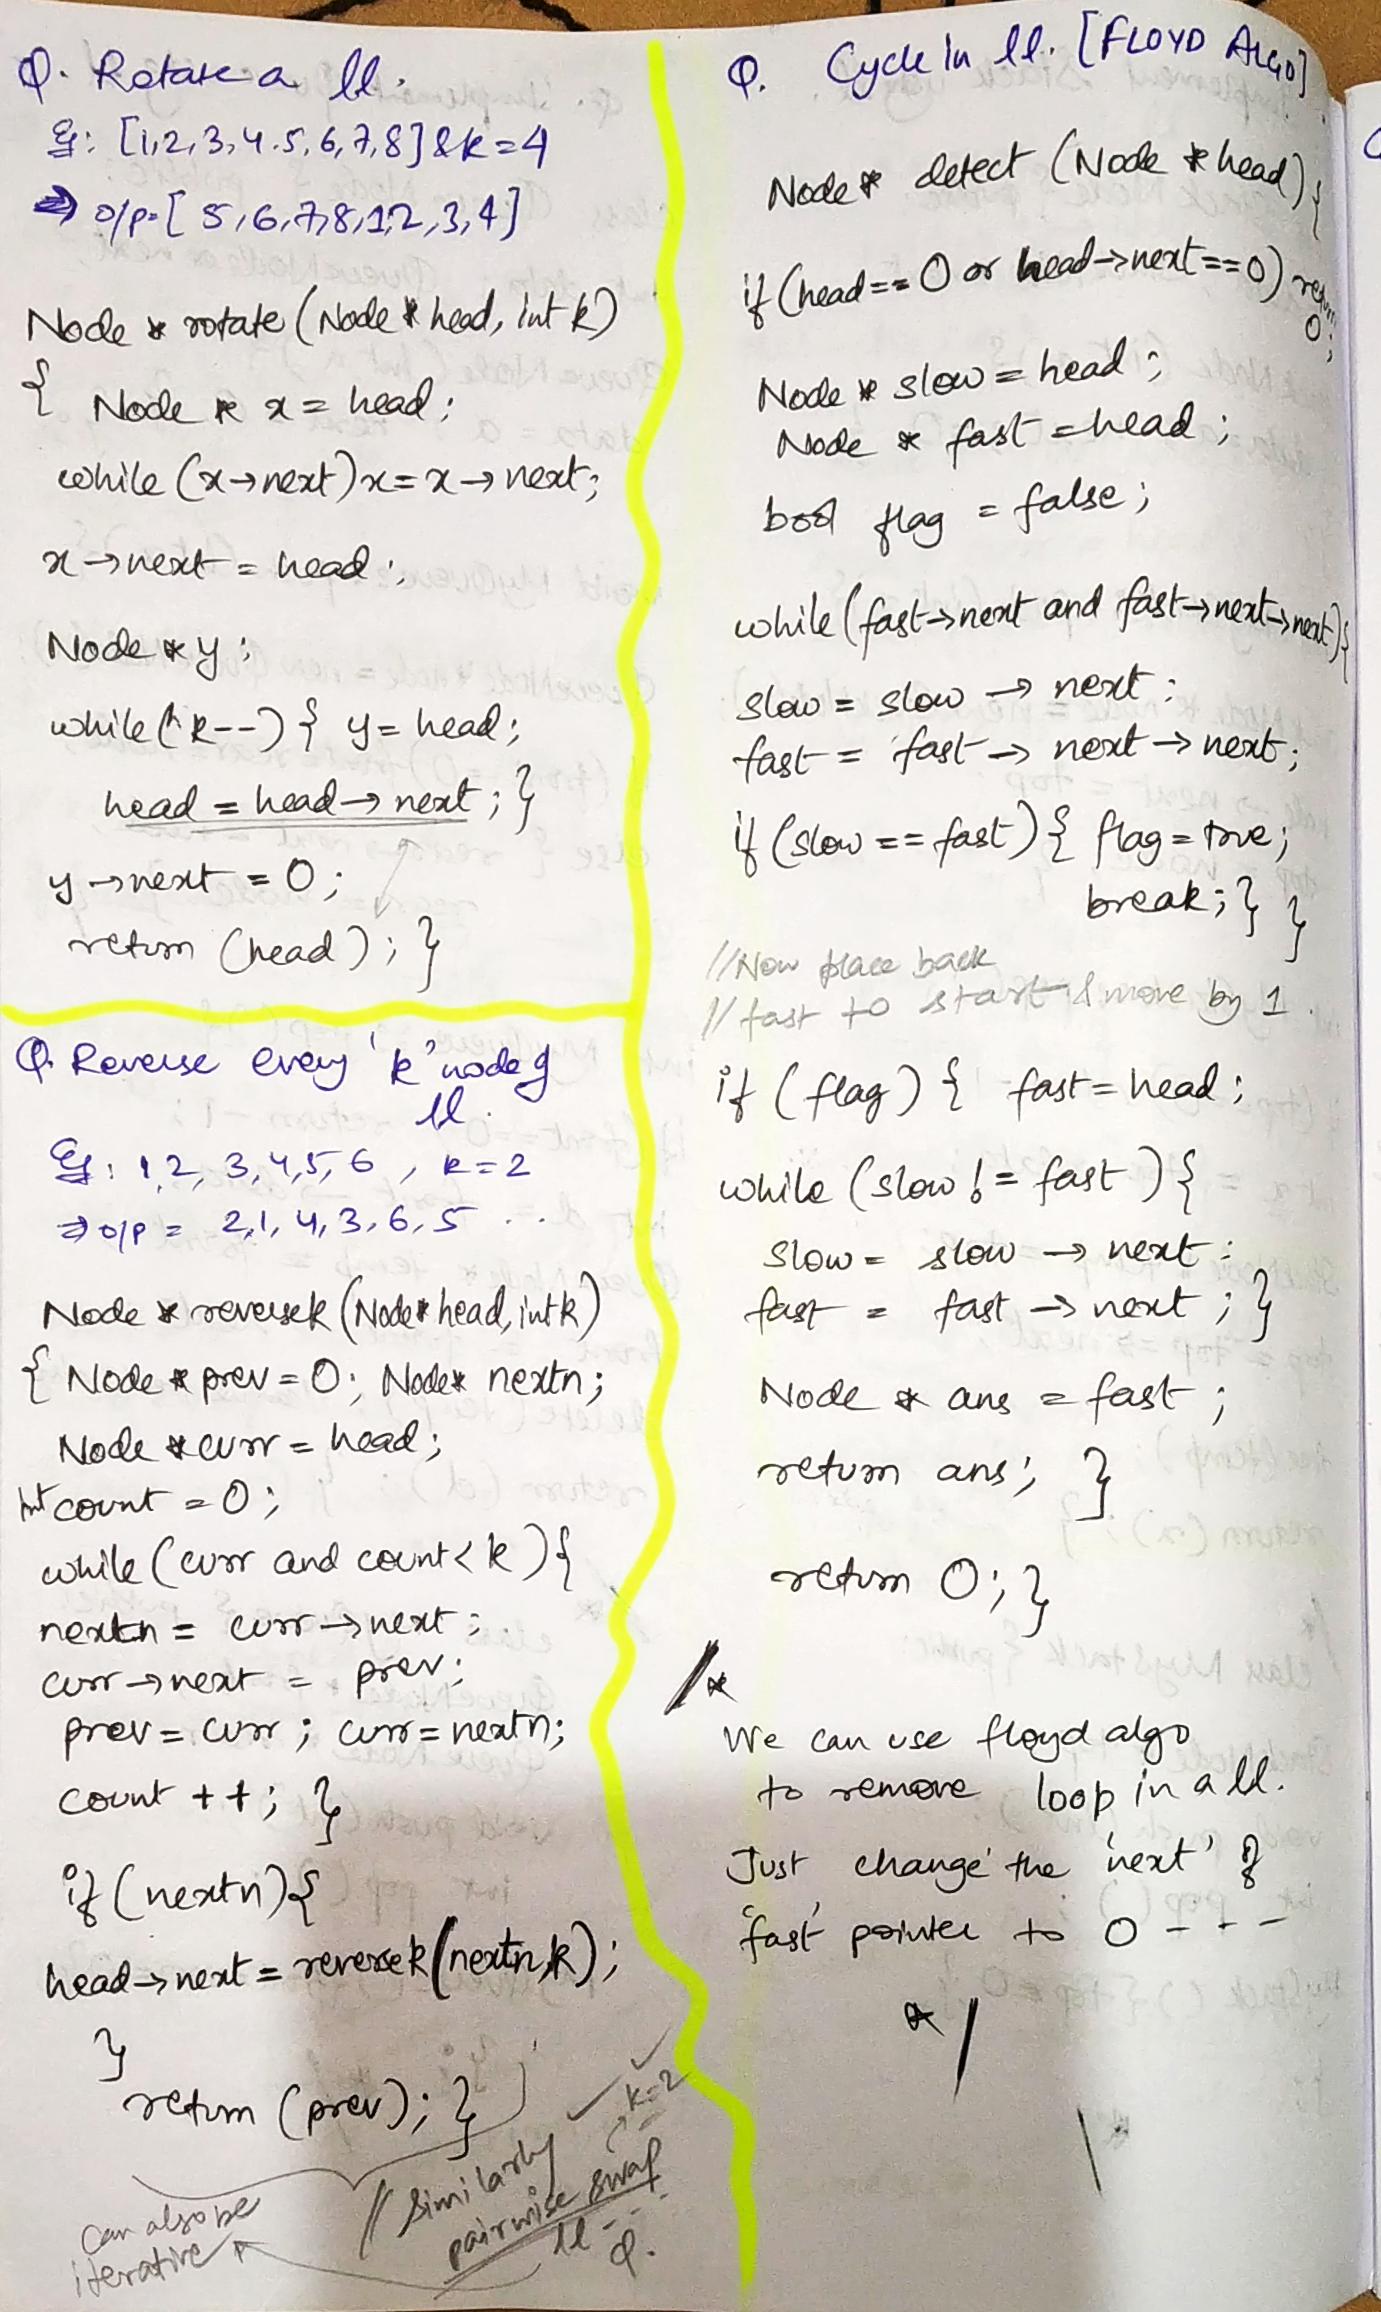 Q. Rotate a ll.
Eg: [1,2,3,4.5,6,7,8] & k=4
⇒ o/p=[ 5,6,7,8,1,2,3,4]
Node * rotate (Node * head, int k)
{ Node * x = head;
while (x→next) x = x→next;
x→next = head;
Node * y;
while ( k--) { y = head;
head = head→next; }
y→next = 0;
return (head); }
Q. Reverse every 'k' node of
ll.
Eg: 1,2, 3,4,5,6 , k=2
⇒ o/p = 2,1,4,3,6,5 ..
Node * reversek (Node* head, int k)
{ Node * prev = 0; Node* nextn;
Node * curr = head;
int count = 0;
while (curr and count < k) {
nextn = curr→next;
curr→next = prev;
prev = curr; curr = nextn;
count ++; }
if (nextn) {
head→next = reversek(nextn,k);
}
return (prev); }
can also be
iterative
// Similarly
pairwise swap
k=2
ll - - -
Q.
Q. Cycle in ll. [FLOYD ALGO]
Node* detect (Node * head) {
if (head == 0 or head→next == 0) return
0;
Node * slow = head;
Node * fast = head;
bool flag = false;
while (fast→next and fast→next→next) {
slow = slow → next;
fast = fast → next → next;
if (slow == fast) { flag = true;
break; } }
//Now place back
// fast to start & move by 1.
if (flag) { fast = head;
while (slow != fast) {
slow = slow → next;
fast = fast → next; }
Node * ans = fast;
return ans; }
return 0; }
/*
We can use floyd algo
to remove loop in a ll.
Just change the 'next' of
'fast' pointer to 0 - - -
*/